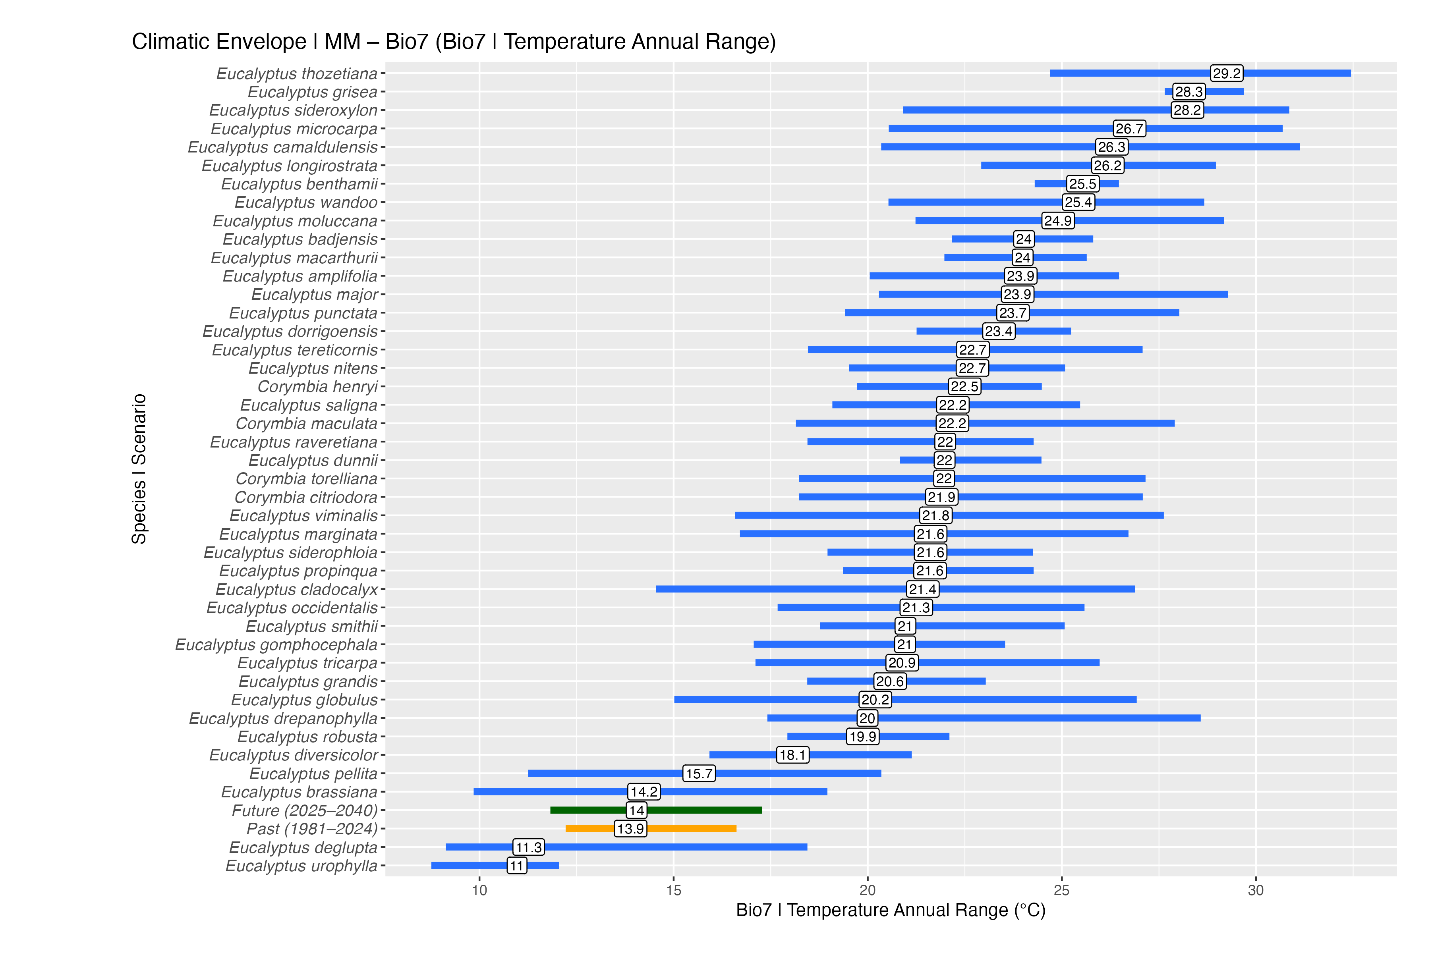 Climatic Envelope | MM – Bio7 (Bio7 | Temperature Annual Range)
Species | Scenario
Eucalyptus thozetiana 29.2
Eucalyptus grisea 28.3
Eucalyptus sideroxylon 28.2
Eucalyptus microcarpa 26.7
Eucalyptus camaldulensis 26.3
Eucalyptus longirostrata 26.2
Eucalyptus benthamii 25.5
Eucalyptus wandoo 25.4
Eucalyptus moluccana 24.9
Eucalyptus badjensis 24
Eucalyptus macarthurii 24
Eucalyptus amplifolia 23.9
Eucalyptus major 23.9
Eucalyptus punctata 23.7
Eucalyptus dorrigoensis 23.4
Eucalyptus tereticornis 22.7
Eucalyptus nitens 22.7
Corymbia henryi 22.5
Eucalyptus saligna 22.2
Corymbia maculata 22.2
Eucalyptus raveretiana 22
Eucalyptus dunnii 22
Corymbia torelliana 22
Corymbia citriodora 21.9
Eucalyptus viminalis 21.8
Eucalyptus marginata 21.6
Eucalyptus siderophloia 21.6
Eucalyptus propinqua 21.6
Eucalyptus cladocalyx 21.4
Eucalyptus occidentalis 21.3
Eucalyptus smithii 21
Eucalyptus gomphocephala 21
Eucalyptus tricarpa 20.9
Eucalyptus grandis 20.6
Eucalyptus globulus 20.2
Eucalyptus drepanophylla 20
Eucalyptus robusta 19.9
Eucalyptus diversicolor 18.1
Eucalyptus pellita 15.7
Eucalyptus brassiana 14.2
Future (2025–2040) 14
Past (1981–2024) 13.9
Eucalyptus deglupta 11.3
Eucalyptus urophylla 11
10 15 20 25 30
Bio7 | Temperature Annual Range (°C)